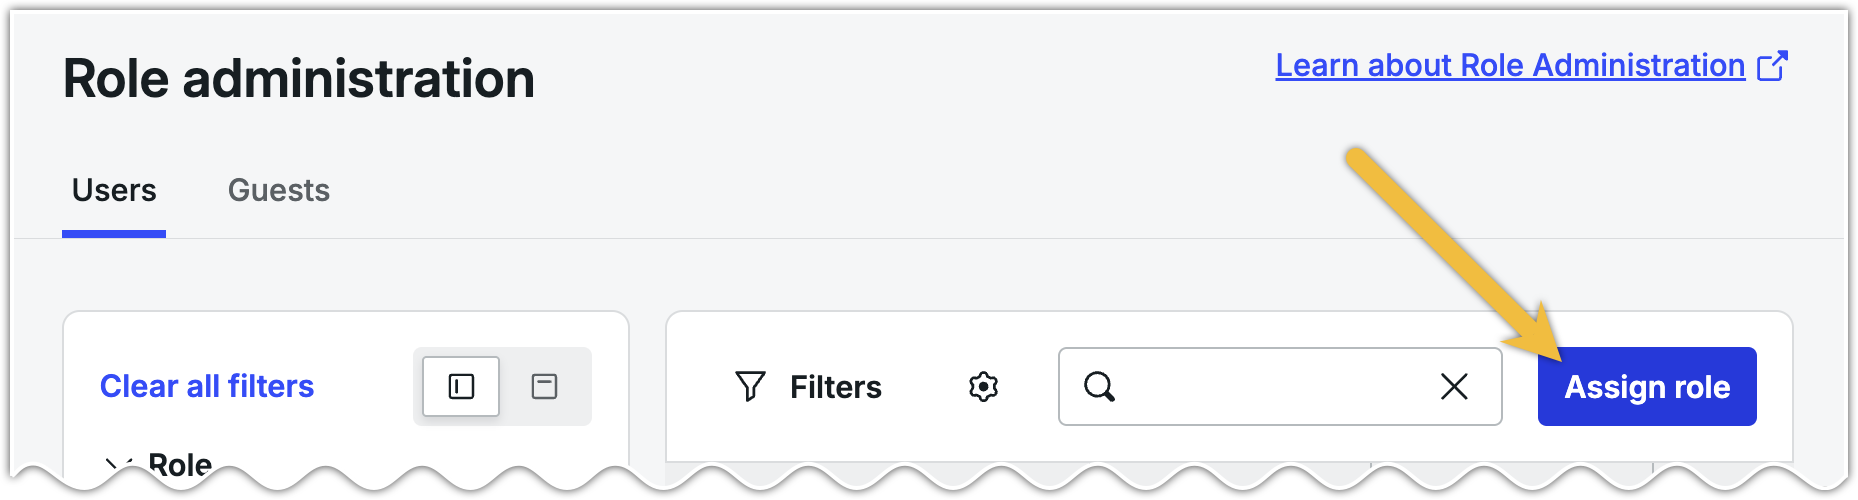 Role administration
Learn about Role Administration
Users
Guests
Clear all filters
Filters
Assign role
Role